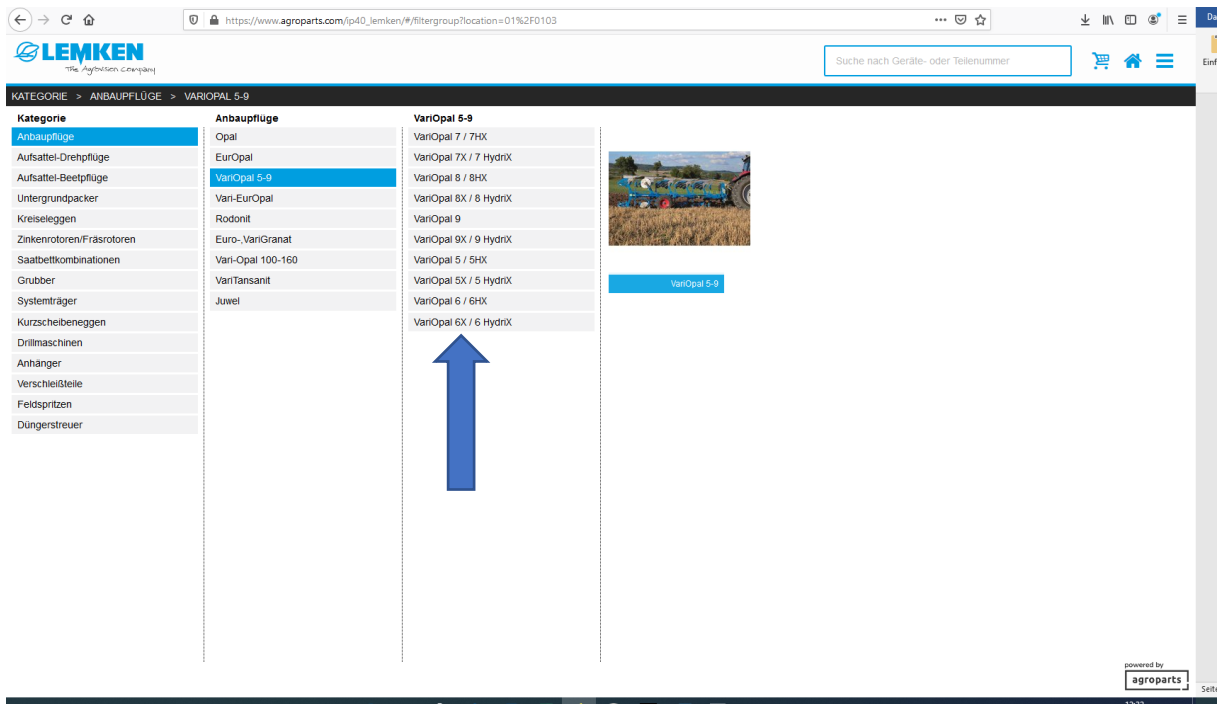 https://www.agroparts.com/ip40_lemken/#/filtergroup?location=01%2F0103
Da
LEMKEN
The Agrovision Company
Suche nach Geräte- oder Teilenummer
Einf
KATEGORIE > ANBAUPFLÜGE > VARIOPAL 5-9
Kategorie
Anbaupflüge
Aufsattel-Drehpflüge
Aufsattel-Beetpflüge
Untergrundpacker
Kreiseleggen
Zinkenrotoren/Fräsrotoren
Saatbettkombinationen
Grubber
Systemträger
Kurzscheibeneggen
Drillmaschinen
Anhänger
Verschleißteile
Feldspritzen
Düngerstreuer
Anbaupflüge
Opal
EurOpal
VariOpal 5-9
Vari-EurOpal
Rodonit
Euro-,VariGranat
Vari-Opal 100-160
VariTansanit
Juwel
VariOpal 5-9
VariOpal 7 / 7HX
VariOpal 7X / 7 HydriX
VariOpal 8 / 8HX
VariOpal 8X / 8 HydriX
VariOpal 9
VariOpal 9X / 9 HydriX
VariOpal 5 / 5HX
VariOpal 5X / 5 HydriX
VariOpal 6 / 6HX
VariOpal 6X / 6 HydriX
VariOpal 5-9
powered by
agroparts
Seite